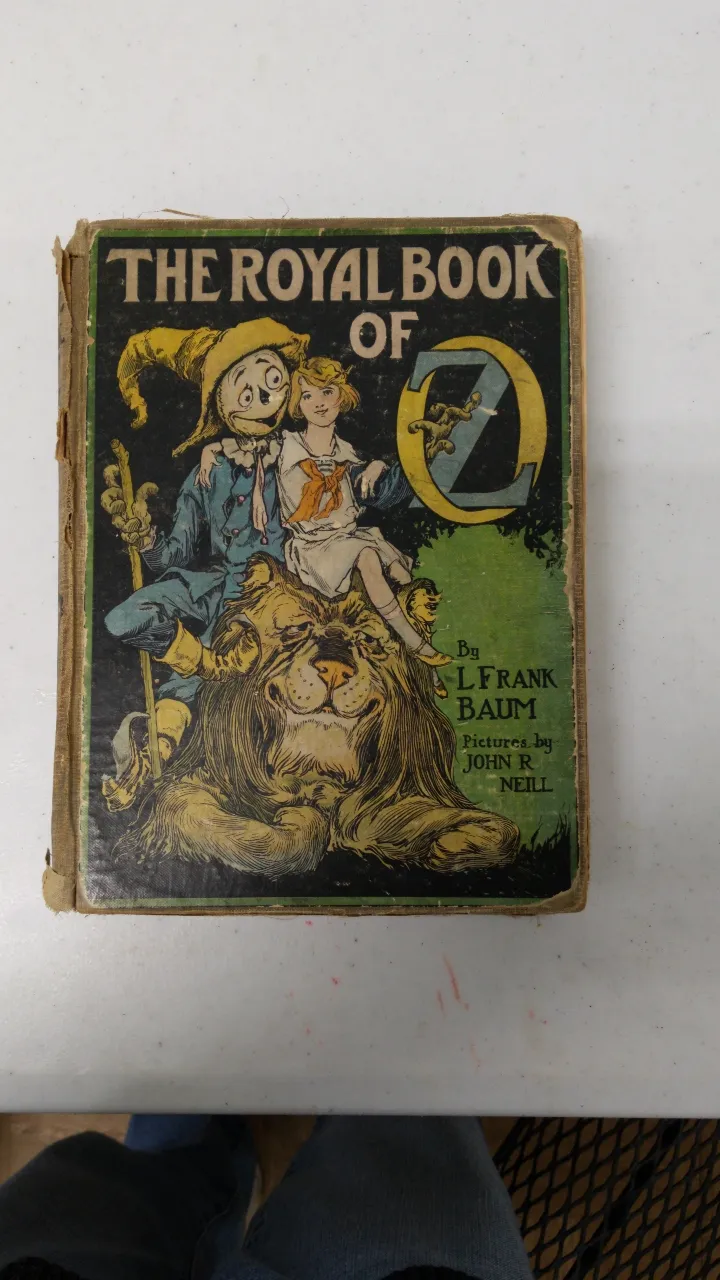 THE ROYAL BOOK
OF
OZ
By
L FRANK
BAUM
Pictures by
JOHN R
NEILL